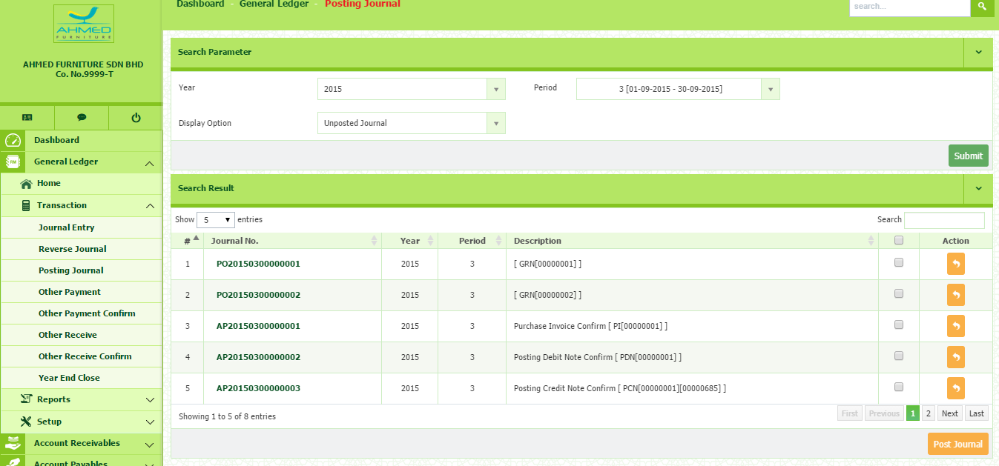 Dashboard - General Ledger - Posting Journal
search...
AHMED
FURNITURE
AHMED FURNITURE SDN BHD
Co. No.9999-T
Dashboard
General Ledger
Home
Transaction
Journal Entry
Reverse Journal
Posting Journal
Other Payment
Other Payment Confirm
Other Receive
Other Receive Confirm
Year End Close
Reports
Setup
Account Receivables
Account Payables
Search Parameter
Year 2015 Period 3 [01-09-2015 - 30-09-2015]
Display Option Unposted Journal
Submit
Search Result
Show 5 entries Search
# Journal No. Year Period Description Action
1 PO20150300000001 2015 3 [ GRN[00000001] ]
2 PO20150300000002 2015 3 [ GRN[00000002] ]
3 AP20150300000001 2015 3 Purchase Invoice Confirm [ PI[00000001] ]
4 AP20150300000002 2015 3 Posting Debit Note Confirm [ PDN[00000001] ]
5 AP20150300000003 2015 3 Posting Credit Note Confirm [ PCN[00000001][00000685] ]
Showing 1 to 5 of 8 entries First Previous 1 2 Next Last
Post Journal